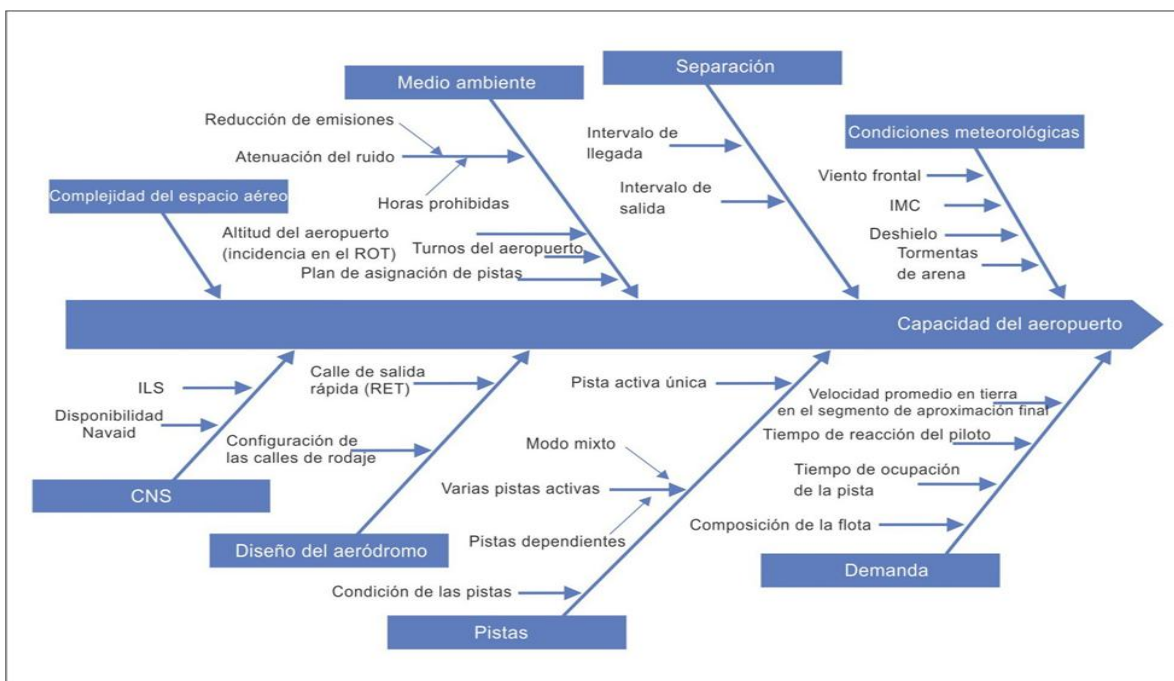 Medio ambiente
Separación
Condiciones meteorológicas
Complejidad del espacio aéreo
Reducción de emisiones
Atenuación del ruido
Horas prohibidas
Altitud del aeropuerto
(incidencia en el ROT)
Turnos del aeropuerto
Plan de asignación de pistas
Intervalo de
llegada
Intervalo de
salida
Viento frontal
IMC
Deshielo
Tormentas
de arena
Capacidad del aeropuerto
ILS
Disponibilidad
Navaid
CNS
Calle de salida
rápida (RET)
Configuración de
las calles de rodaje
Diseño del aeródromo
Pista activa única
Modo mixto
Varias pistas activas
Pistas dependientes
Condición de las pistas
Pistas
Velocidad promedio en tierra
en el segmento de aproximación final
Tiempo de reacción del piloto
Tiempo de ocupación
de la pista
Composición de la flota
Demanda